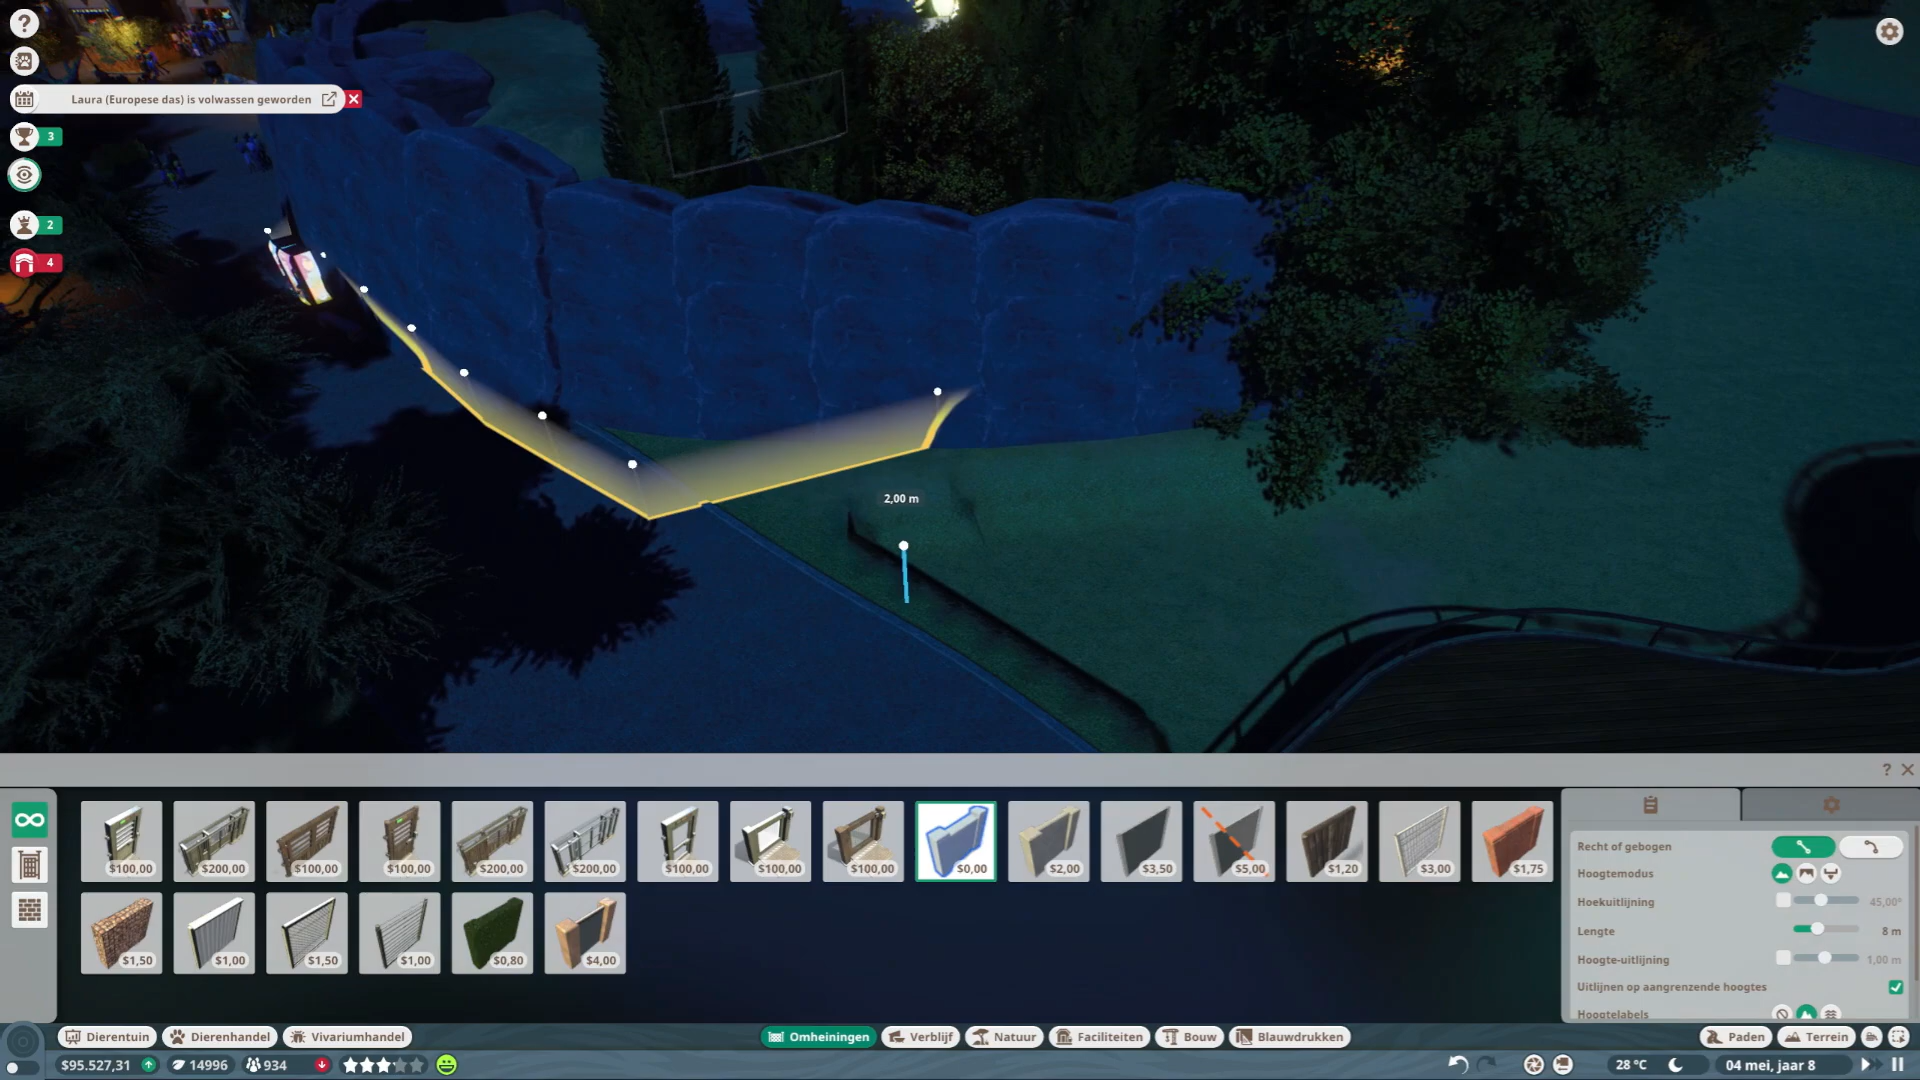 ?
Laura (Europese das) is volwassen geworden
3
2
4
2,00 m
?
$100,00
$200,00
$100,00
$100,00
$200,00
$200,00
$100,00
$100,00
$100,00
$0,00
$2,00
$3,50
$5,00
$1,20
$3,00
$1,75
$1,50
$1,00
$1,50
$1,00
$0,80
$4,00
Recht of gebogen
Hoogtemodus
Hoekuitlijning 45,00°
Lengte 8 m
Hoogte-uitlijning 1,00 m
Uitlijnen op aangrenzende hoogtes
Hoogtelabels
Dierentuin Dierenhandel Vivariumhandel Omheiningen Verblijf Natuur Faciliteiten Bouw Blauwdrukken Paden Terrein
$95.527,31 14996 934 28 °C 04 mei, jaar 8